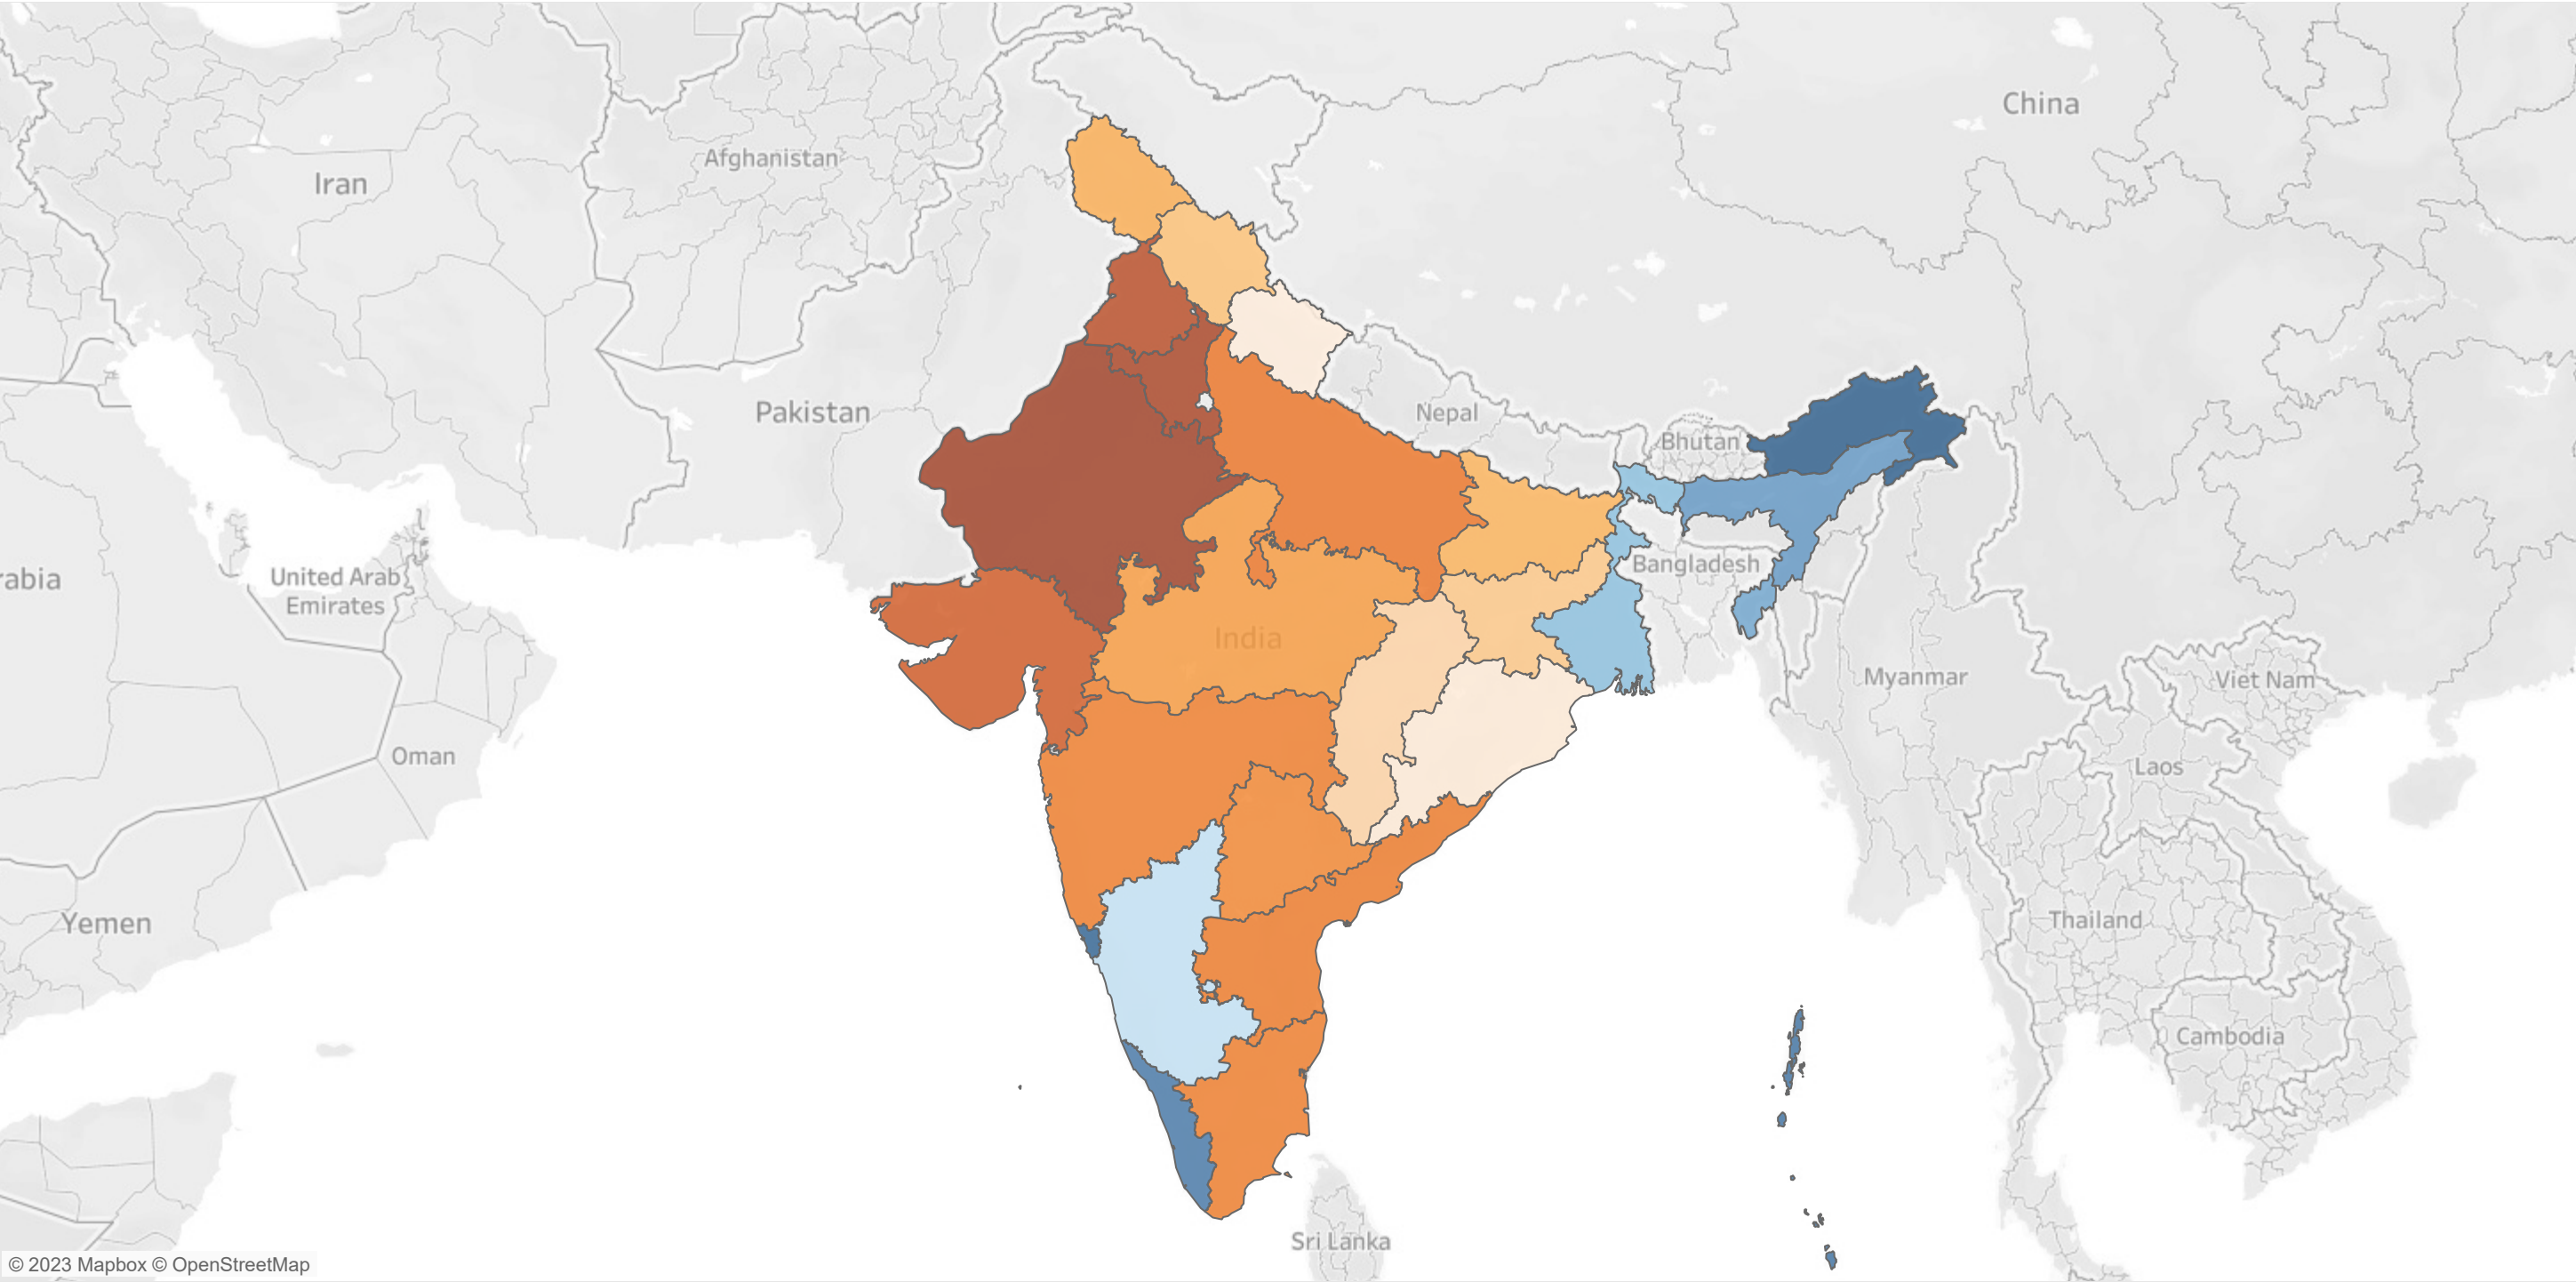 China
Afghanistan
Iran
Pakistan
Nepal
Bhutan
Bangladesh
rabia
United Arab
Emirates
India
Myanmar
Viet Nam
Oman
Laos
Yemen
Thailand
Cambodia
Sri Lanka
© 2023 Mapbox © OpenStreetMap